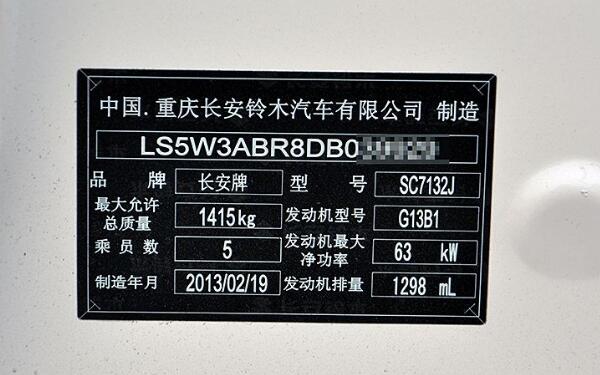 中国.重庆长安铃木汽车有限公司 制造
LS5W3ABR8DB0
品牌 长安牌 型号 SC7132J
最大允许总质量 1415kg 发动机型号 G13B1
乘员数 5 发动机最大净功率 63 kW
制造年月 2013/02/19 发动机排量 1298 mL